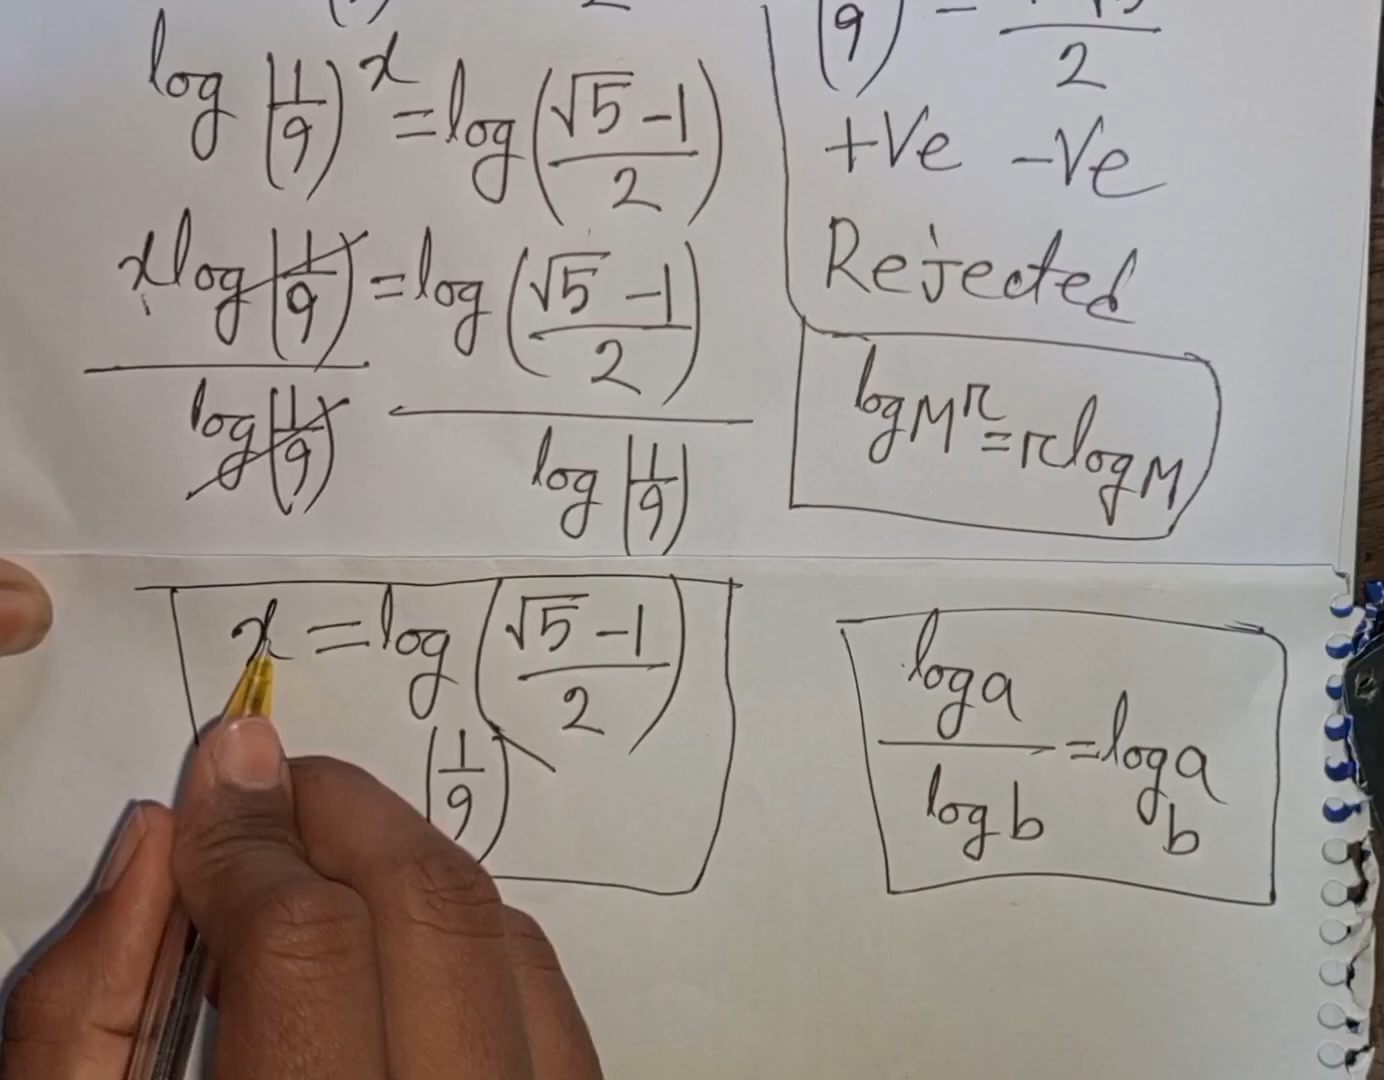 log (1/9)^x = log ((√5 - 1)/2)
x log (1/9) / log (1/9) = log ((√5 - 1)/2) / log (1/9)
x = log_(1/9) ((√5 - 1)/2)
2
+Ve -Ve
Rejected
log M^r = r log M
log a / log b = log_b a